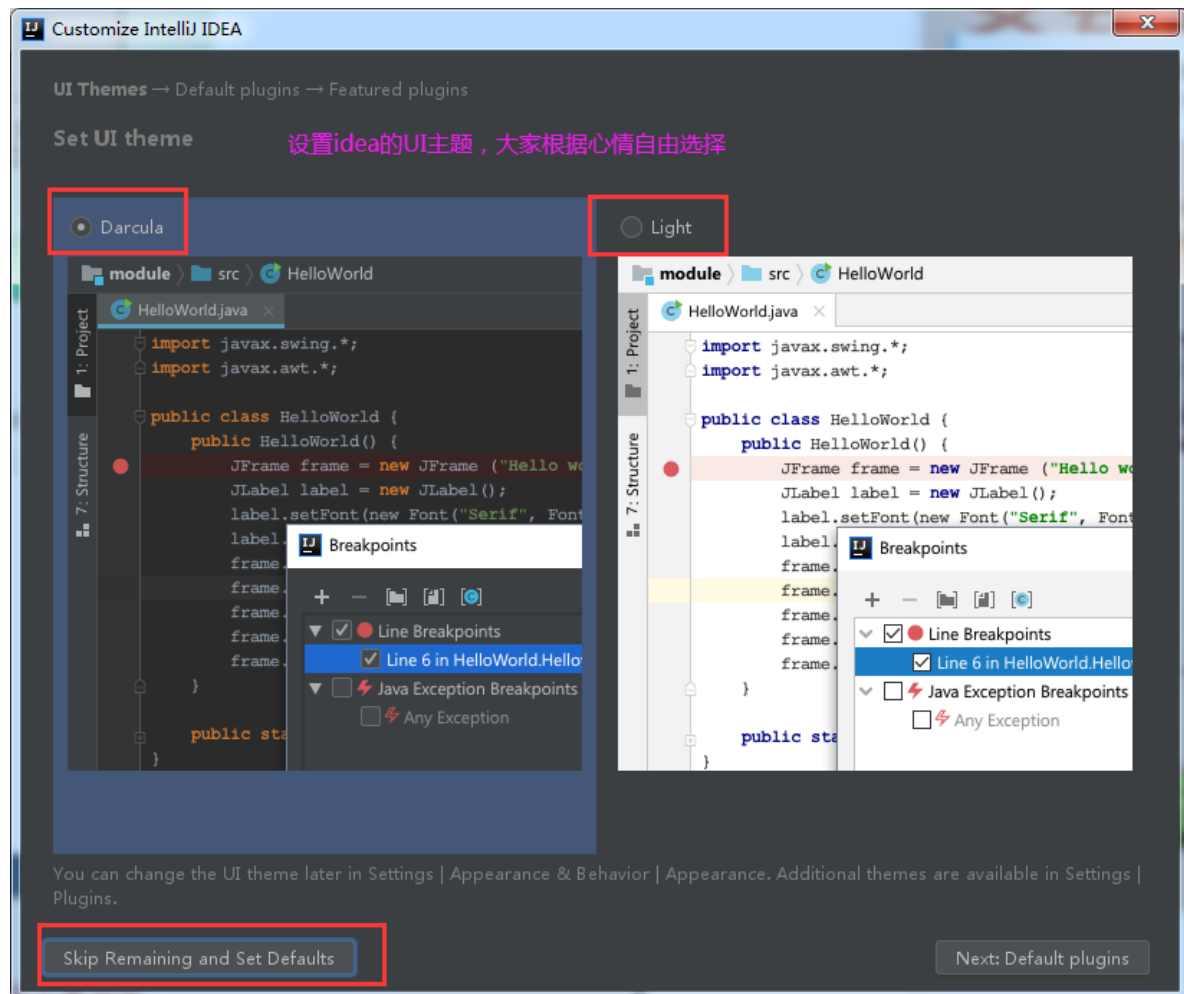 Customize IntelliJ IDEA
UI Themes → Default plugins → Featured plugins
Set UI theme
设置idea的UI主题，大家根据心情自由选择
Darcula
module 〉 src 〉 HelloWorld
HelloWorld.java
1: Project
7: Structure
import javax.swing.*;
import javax.awt.*;
public class HelloWorld {
public HelloWorld() {
JFrame frame = new JFrame ("Hello wo
JLabel label = new JLabel();
label.setFont(new Font("Serif", Font
label.
frame.
frame.
frame.
frame.
frame.
}
public sta
}
Breakpoints
Line Breakpoints
Line 6 in HelloWorld.Hello
Java Exception Breakpoints
Any Exception
Light
module 〉 src 〉 HelloWorld
HelloWorld.java
1: Project
7: Structure
import javax.swing.*;
import javax.awt.*;
public class HelloWorld {
public HelloWorld() {
JFrame frame = new JFrame ("Hello wo
JLabel label = new JLabel();
label.setFont(new Font("Serif", Font
label.
frame.
frame.
frame.
frame.
frame.
}
public sta
}
Breakpoints
Line Breakpoints
Line 6 in HelloWorld.Hello
Java Exception Breakpoints
Any Exception
You can change the UI theme later in Settings | Appearance & Behavior | Appearance. Additional themes are available in Settings |
Plugins.
Skip Remaining and Set Defaults
Next: Default plugins